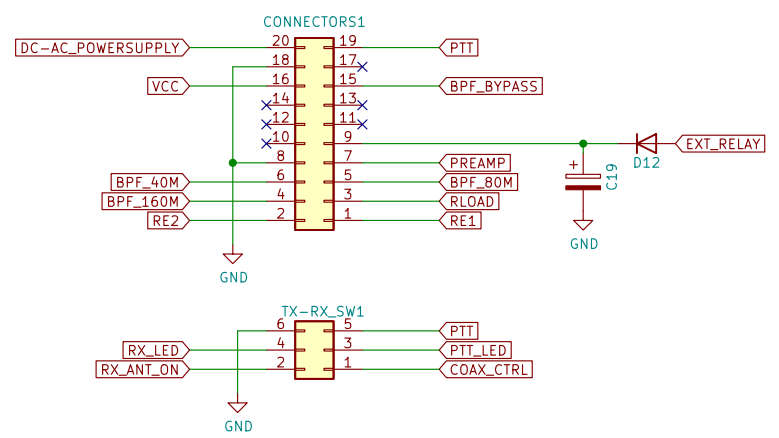 CONNECTORS1
DC-AC_POWERSUPPLY 20 19 PTT
18 17
VCC 16 15 BPF_BYPASS
14 13
12 11
10 9 EXT_RELAY
8 7 PREAMP
+ C19 D12
BPF_40M 6 5 BPF_80M
BPF_160M 4 3 RLOAD
RE2 2 1 RE1
GND
GND
TX-RX_SW1
6 5 PTT
RX_LED 4 3 PTT_LED
RX_ANT_ON 2 1 COAX_CTRL
GND